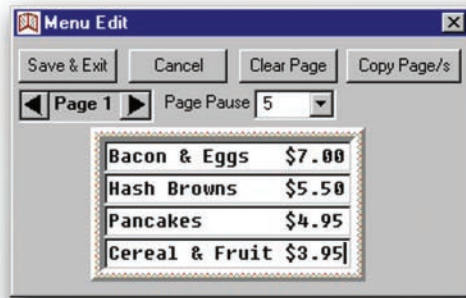 Menu Edit
Save & Exit Cancel Clear Page Copy Page/s
Page 1 Page Pause 5
Bacon & Eggs $7.00
Hash Browns $5.50
Pancakes $4.95
Cereal & Fruit $3.95